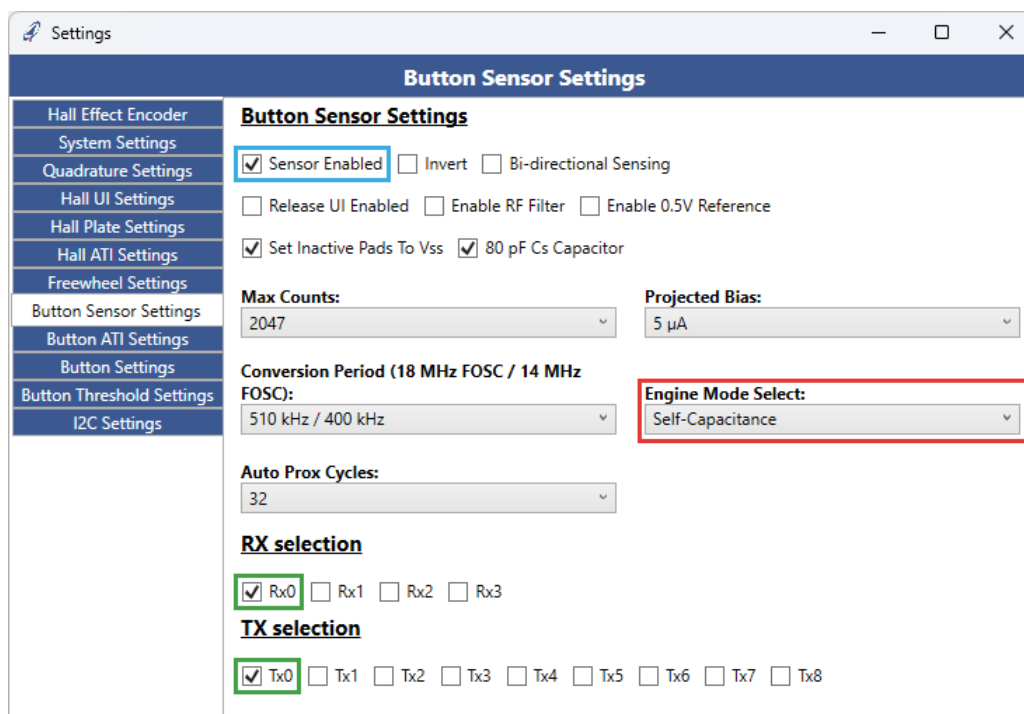 Settings
Button Sensor Settings
Hall Effect Encoder
System Settings
Quadrature Settings
Hall UI Settings
Hall Plate Settings
Hall ATI Settings
Freewheel Settings
Button Sensor Settings
Button ATI Settings
Button Settings
Button Threshold Settings
I2C Settings
Button Sensor Settings
Sensor Enabled Invert Bi-directional Sensing
Release UI Enabled Enable RF Filter Enable 0.5V Reference
Set Inactive Pads To Vss 80 pF Cs Capacitor
Max Counts: Projected Bias:
2047 5 μA
Conversion Period (18 MHz FOSC / 14 MHz
FOSC): Engine Mode Select:
510 kHz / 400 kHz Self-Capacitance
Auto Prox Cycles:
32
RX selection
Rx0 Rx1 Rx2 Rx3
TX selection
Tx0 Tx1 Tx2 Tx3 Tx4 Tx5 Tx6 Tx7 Tx8